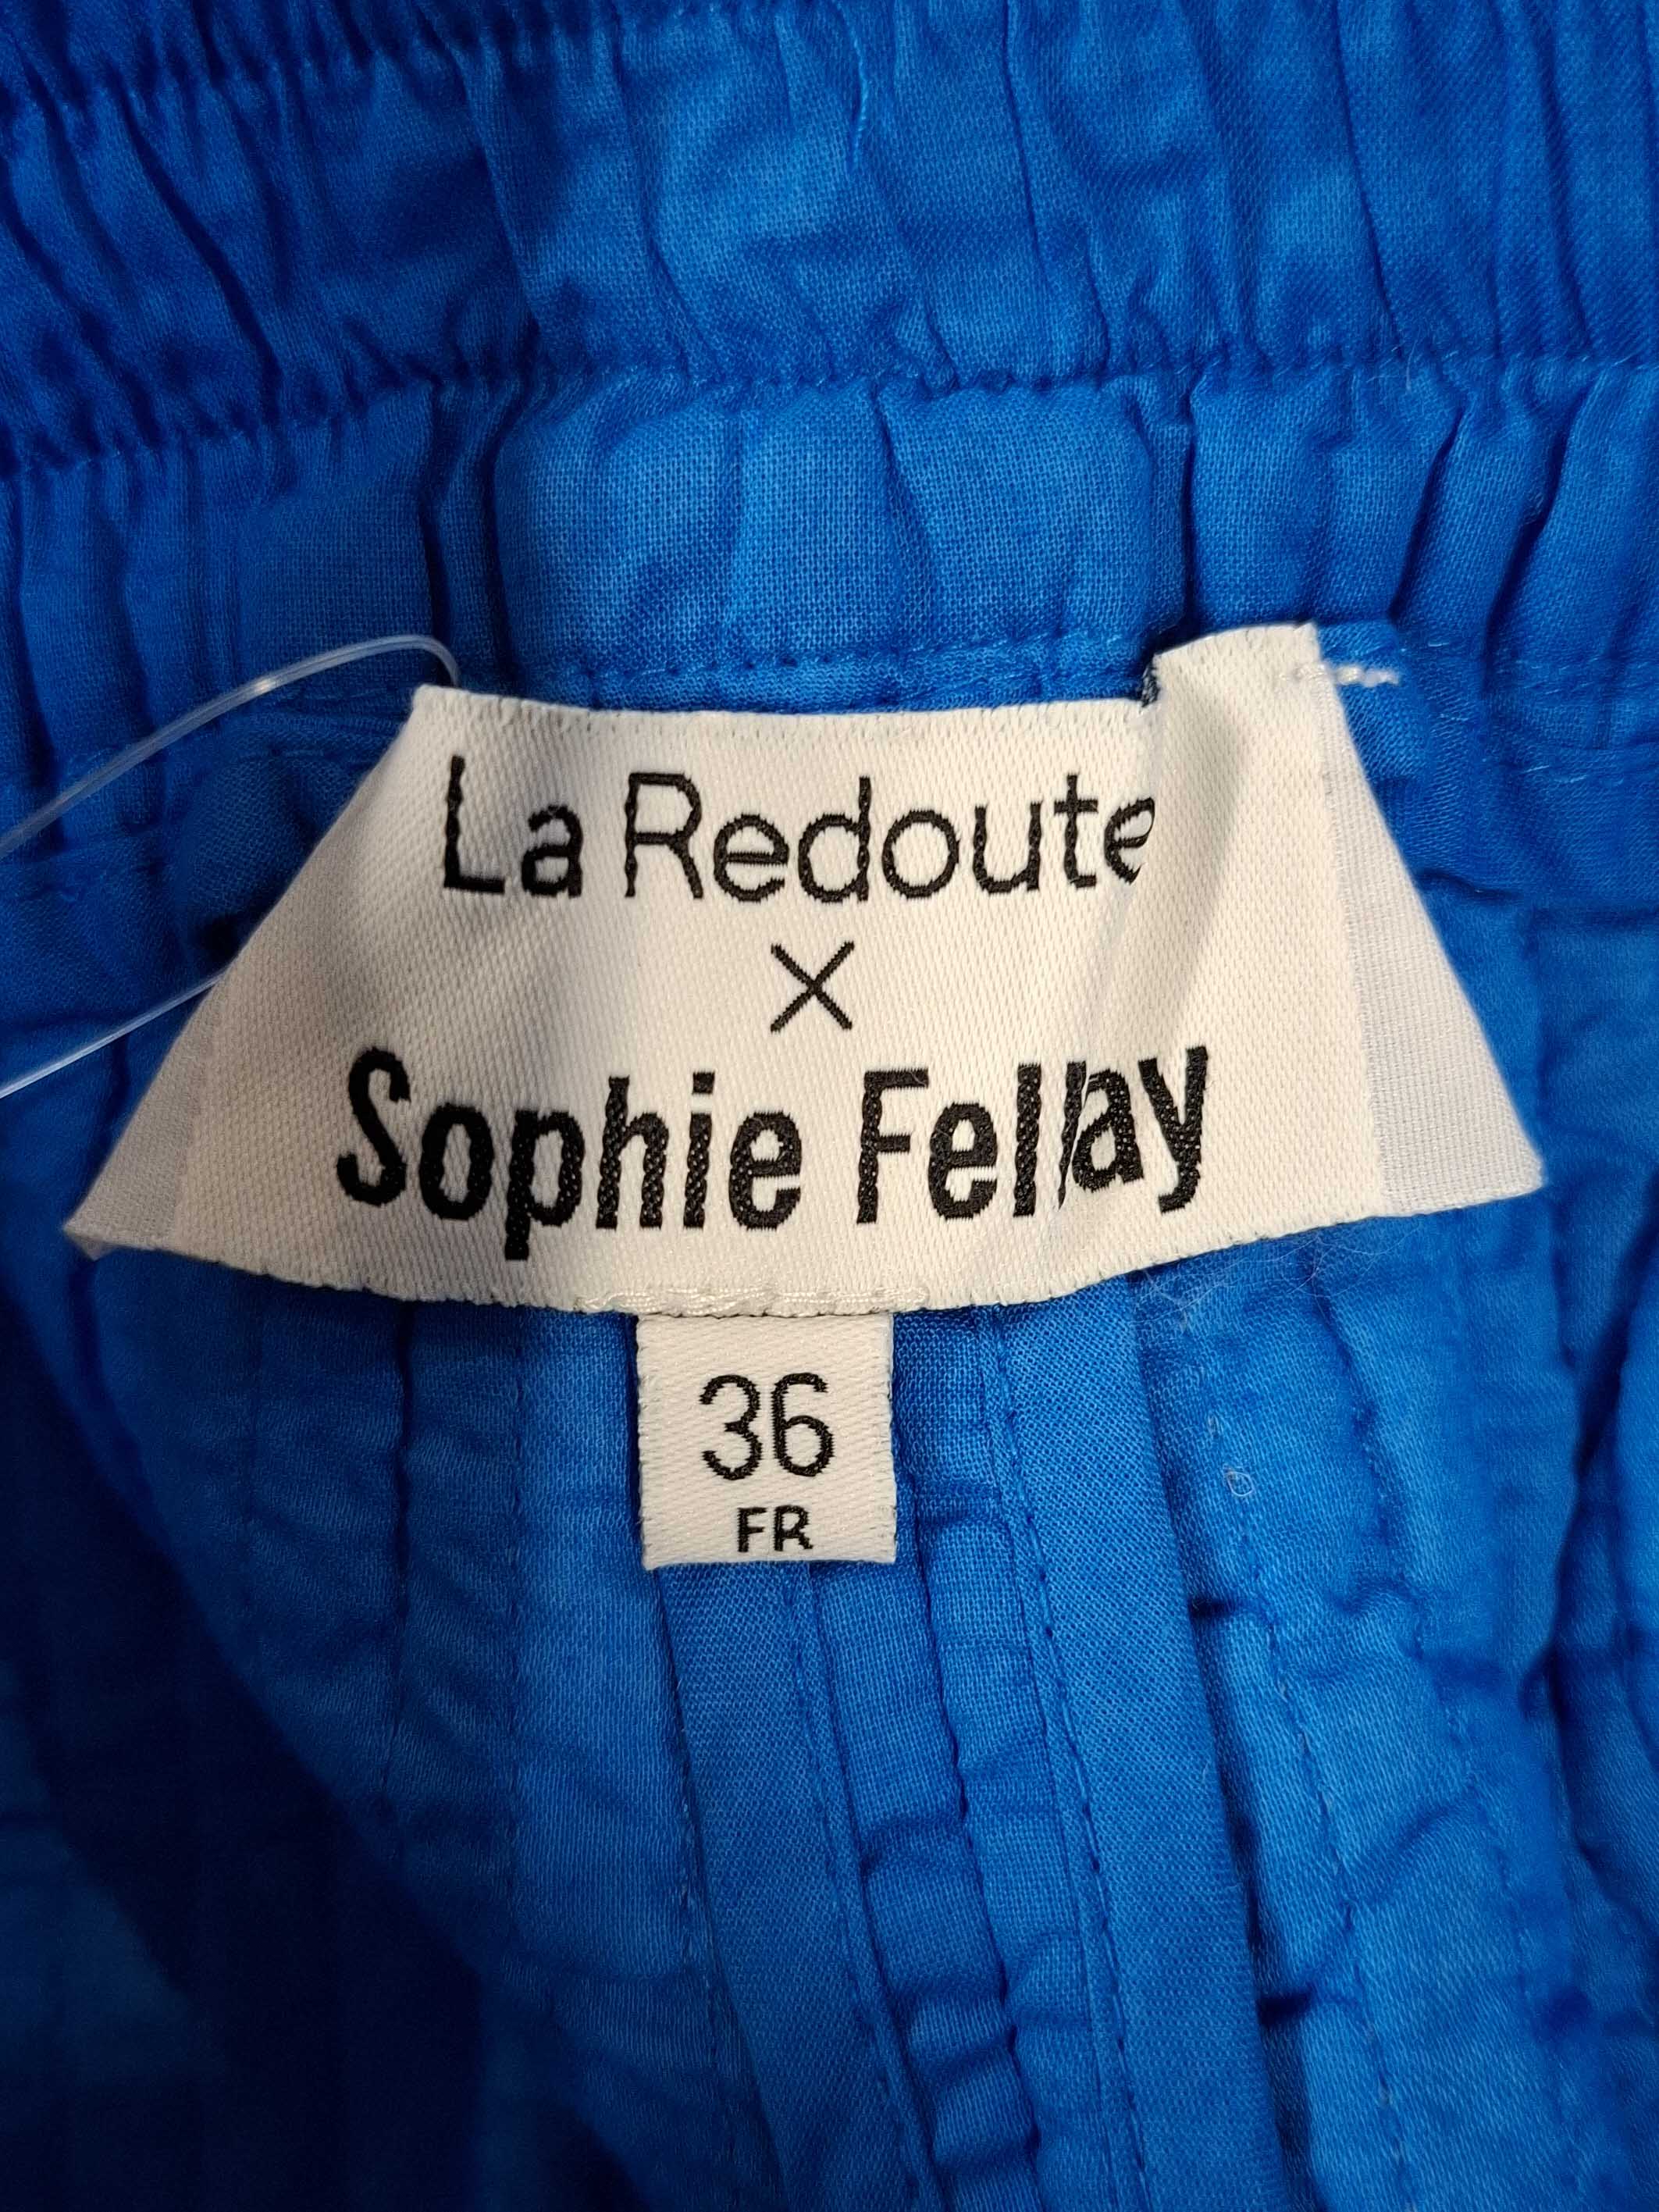 La Redoute
×
Sophie Fellay
36
FR